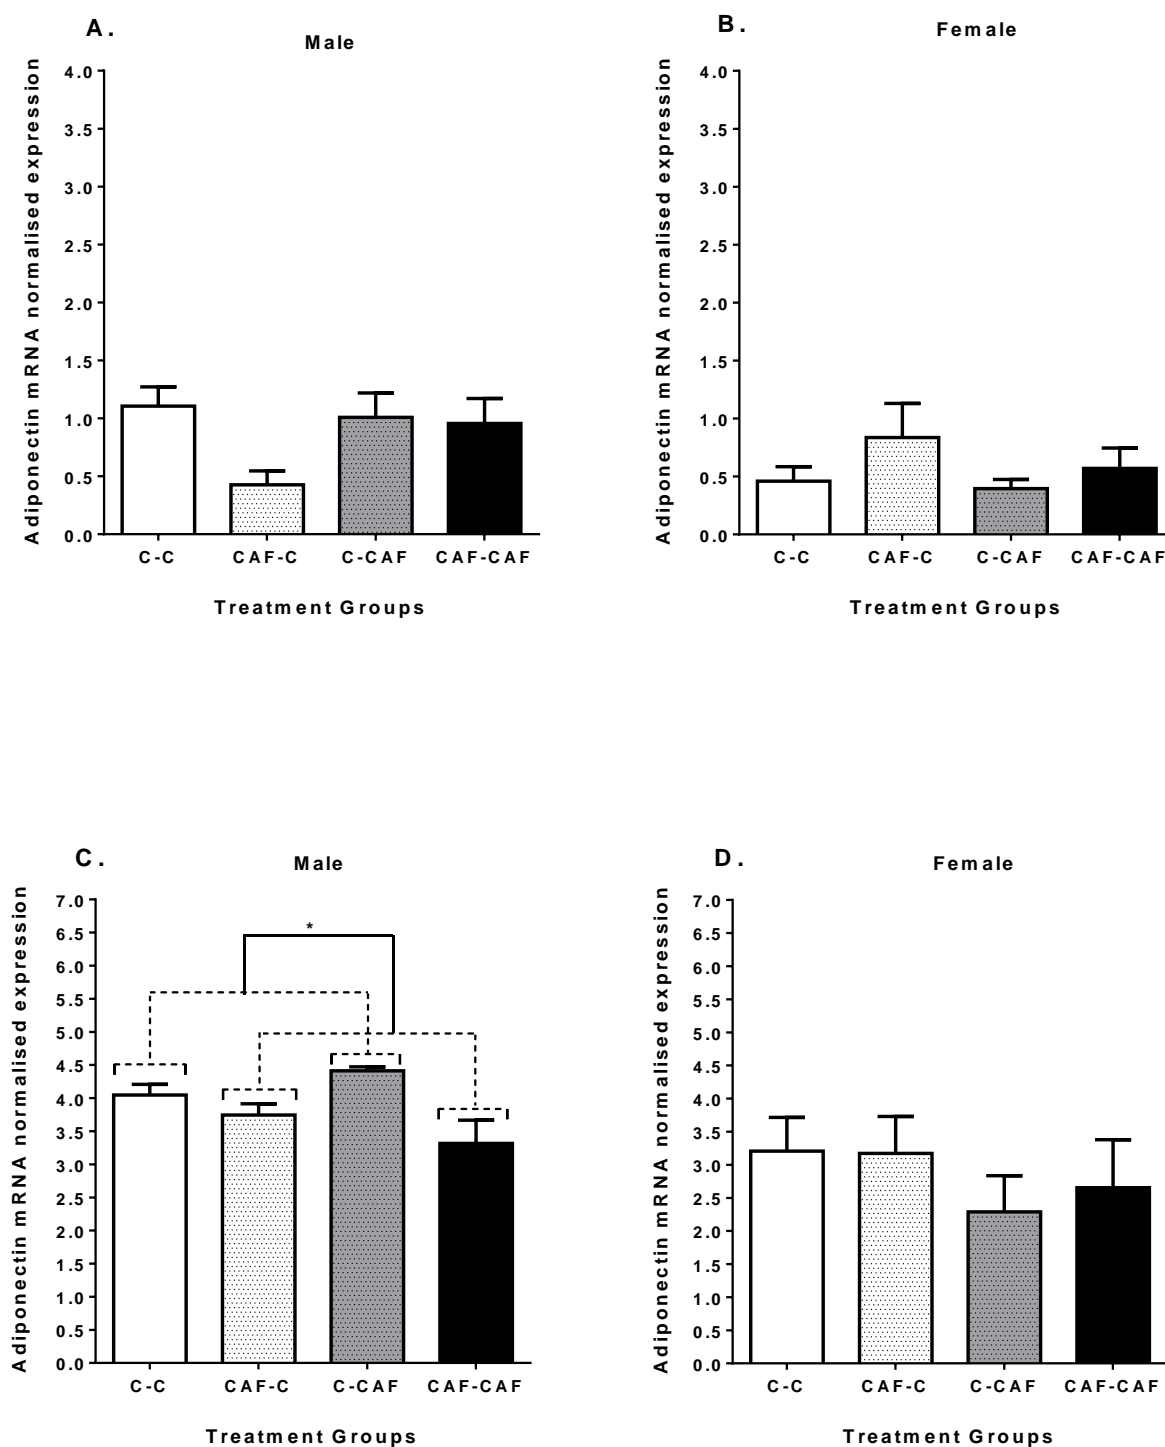 A.
Male
Adiponectin mRNA normalised expression
4.0
3.5
3.0
2.5
2.0
1.5
1.0
0.5
0.0
C-C CAF-C C-CAF CAF-CAF
Treatment Groups
B.
Female
Adiponectin mRNA normalised expression
4.0
3.5
3.0
2.5
2.0
1.5
1.0
0.5
0.0
C-C CAF-C C-CAF CAF-CAF
Treatment Groups
C.
Male
Adiponectin mRNA normalised expression
7.0
6.5
6.0
5.5
5.0
4.5
4.0
3.5
3.0
2.5
2.0
1.5
1.0
0.5
0.0
*
C-C CAF-C C-CAF CAF-CAF
Treatment Groups
D.
Female
Adiponectin mRNA normalised expression
7.0
6.5
6.0
5.5
5.0
4.5
4.0
3.5
3.0
2.5
2.0
1.5
1.0
0.5
0.0
C-C CAF-C C-CAF CAF-CAF
Treatment Groups